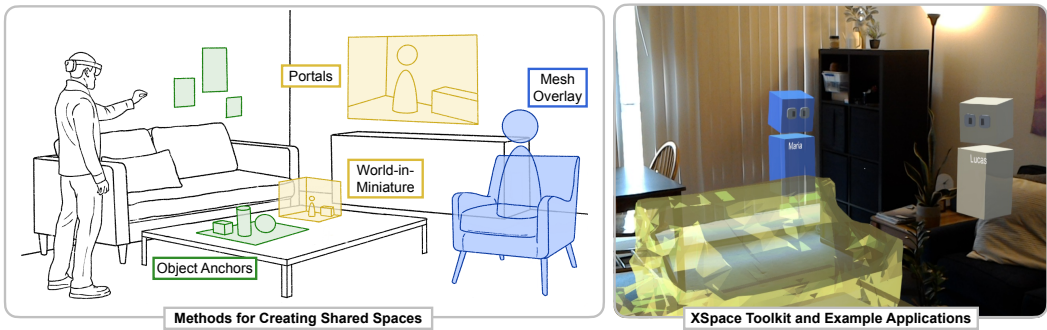 Portals
Mesh
Overlay
World-in-
Miniature
Object Anchors
Methods for Creating Shared Spaces
Maria
Lucas
XSpace Toolkit and Example Applications